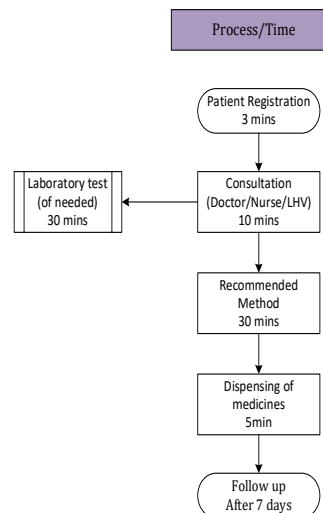 Process/Time
Patient Registration
3 mins
Laboratory test
(of needed)
30 mins
Consultation
(Doctor/Nurse/LHV)
10 mins
Recommended
Method
30 mins
Dispensing of
medicines
5min
Follow up
After 7 days